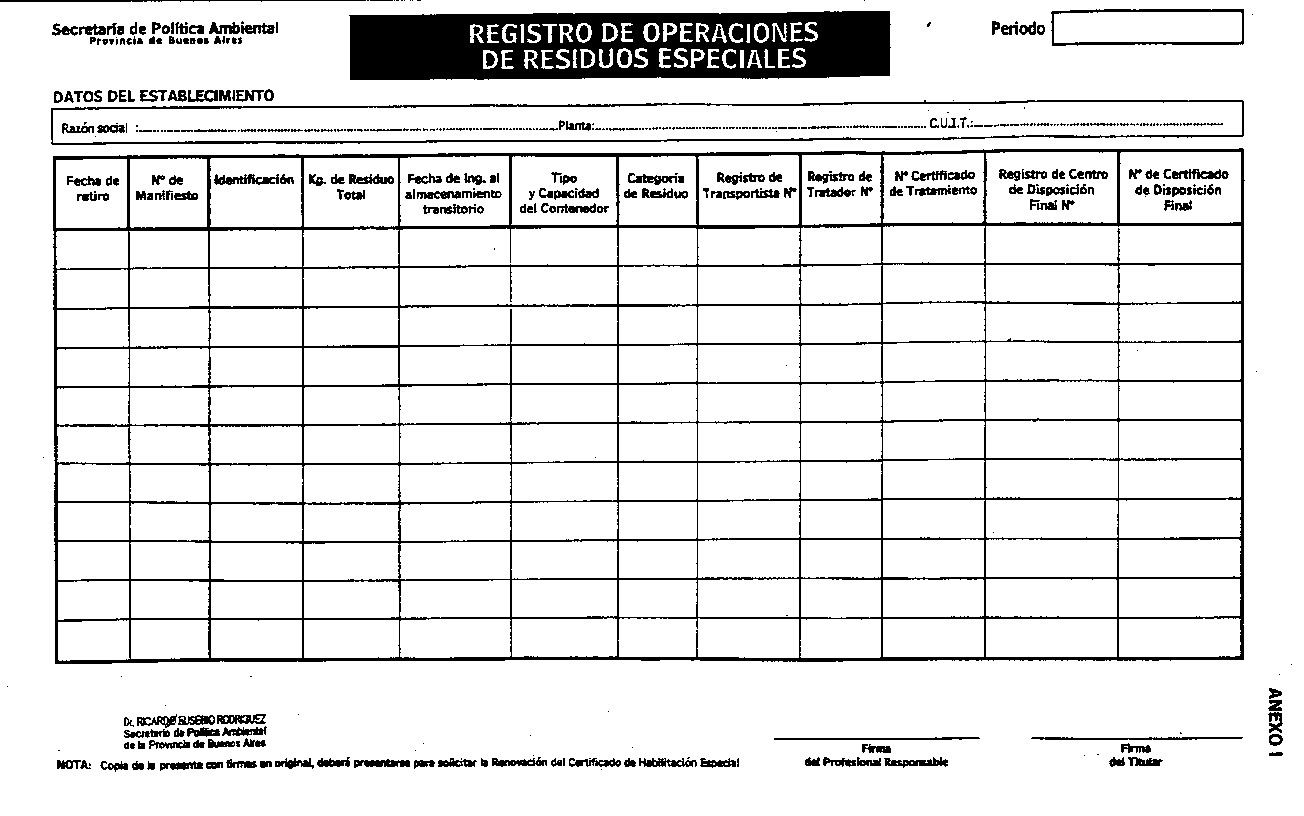 Secretaría de Política Ambiental
Provincia de Buenos Aires
REGISTRO DE OPERACIONES
DE RESIDUOS ESPECIALES
Periodo
DATOS DEL ESTABLECIMIENTO
Razón social :
Planta:
C.U.I.T.:
Fecha de
retiro
N° de
Manifiesto
Identificación
Kg. de Residuo
Total
Fecha de Ing. al
almacenamiento
transitorio
Tipo
y Capacidad
del Contenedor
Categoría
de Residuo
Registro de
Transportista N°
Registro de
Tratador N°
N° Certificado
de Tratamiento
Registro de Centro
de Disposición
Final N°
N° de Certificado
de Disposición
Final
Dr. RICARDO EUSEBIO RODRIGUEZ
Secretario de Política Ambiental
de la Provincia de Buenos Aires
NOTA: Copia de la presente con firmas en original, deberá presentarse para solicitar la Renovación del Certificado de Habilitación Especial
Firma
del Profesional Responsable
Firma
del Titular
ANEXO I